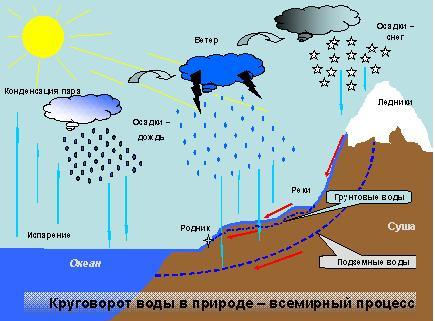 Ветер
Осадки –
снег
Конденсация пара
Ледники
Осадки –
дождь
Реки
Грунтовые воды
Родник
Суша
Испарение
Океан
Подземные воды
Круговорот воды в природе – всемирный процесс